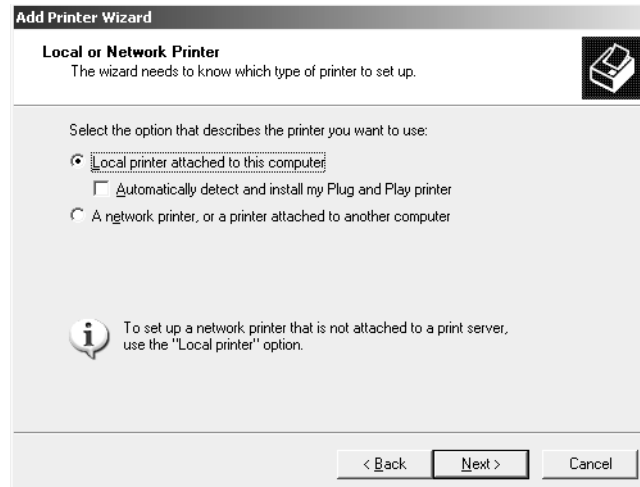 Add Printer Wizard
Local or Network Printer
The wizard needs to know which type of printer to set up.
Select the option that describes the printer you want to use:
Local printer attached to this computer
Automatically detect and install my Plug and Play printer
A network printer, or a printer attached to another computer
To set up a network printer that is not attached to a print server,
use the "Local printer" option.
< Back Next > Cancel